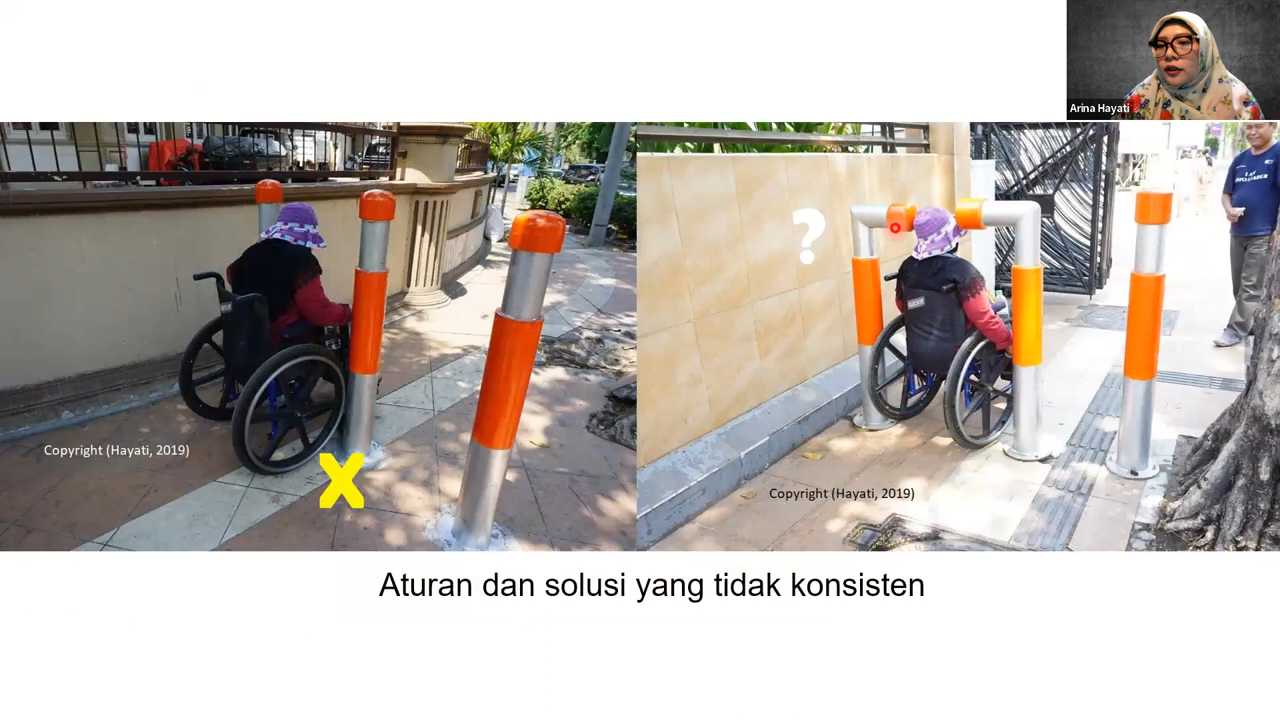 Arina Hayati
?
Copyright (Hayati, 2019)
X
Copyright (Hayati, 2019)
Aturan dan solusi yang tidak konsisten